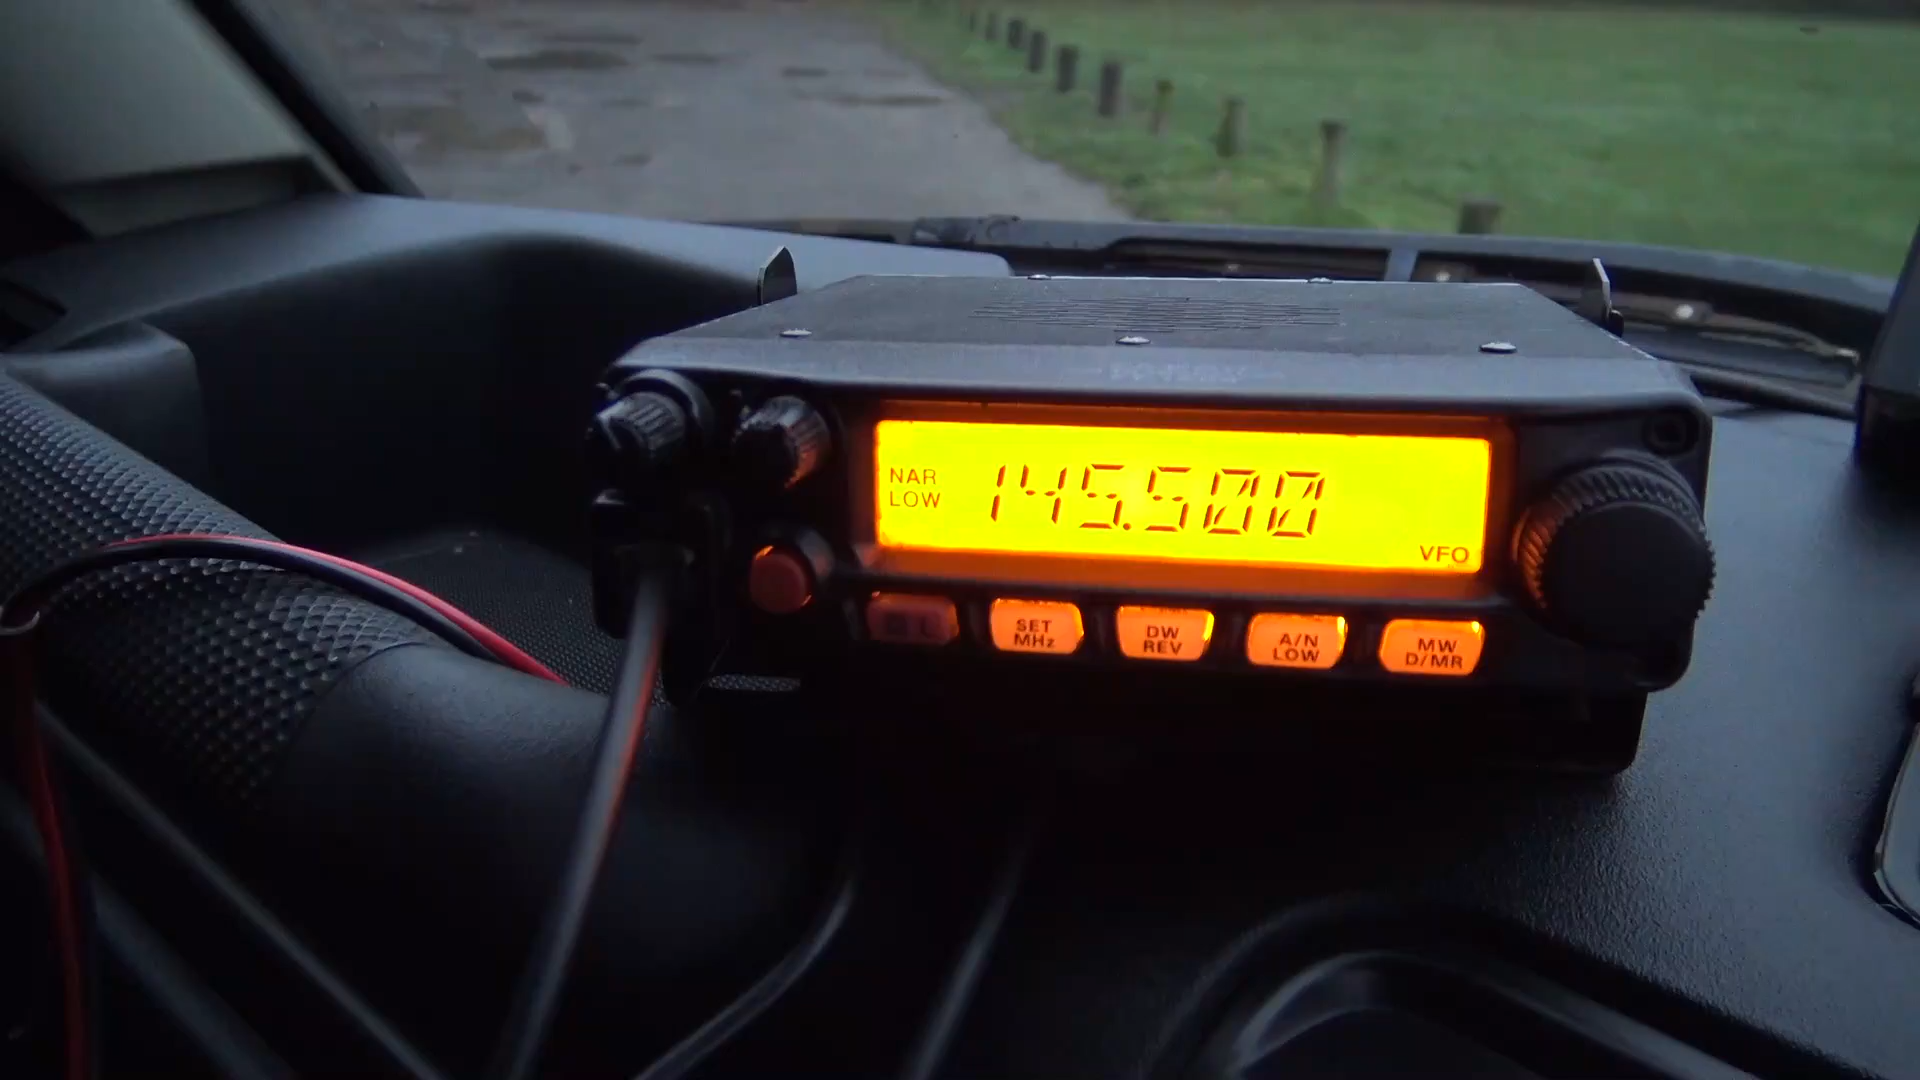 NAR
LOW
145.500
VFO
SET
MHz
DW
REV
A/N
LOW
MW
D/MR